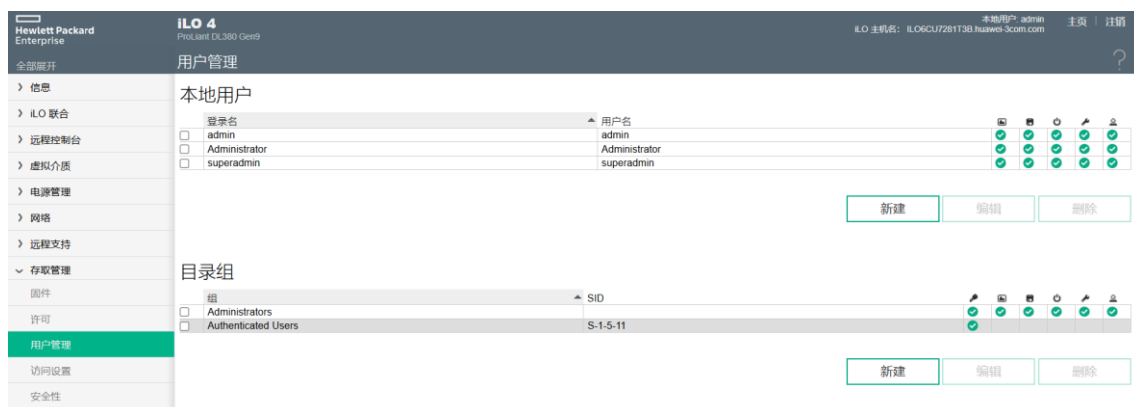 Hewlett Packard
Enterprise
iLO 4
ProLiant DL380 Gen9
本地用户: admin
iLO 主机名: ILO6CU7281T3B.huawei-3com.com
主页 | 注销
全部展开
用户管理
?
信息
iLO 联合
远程控制台
虚拟介质
电源管理
网络
远程支持
存取管理
固件
许可
用户管理
访问设置
安全性
本地用户
登录名 用户名
admin admin
Administrator Administrator
superadmin superadmin
新建 编辑 删除
目录组
组 SID
Administrators
Authenticated Users S-1-5-11
新建 编辑 删除